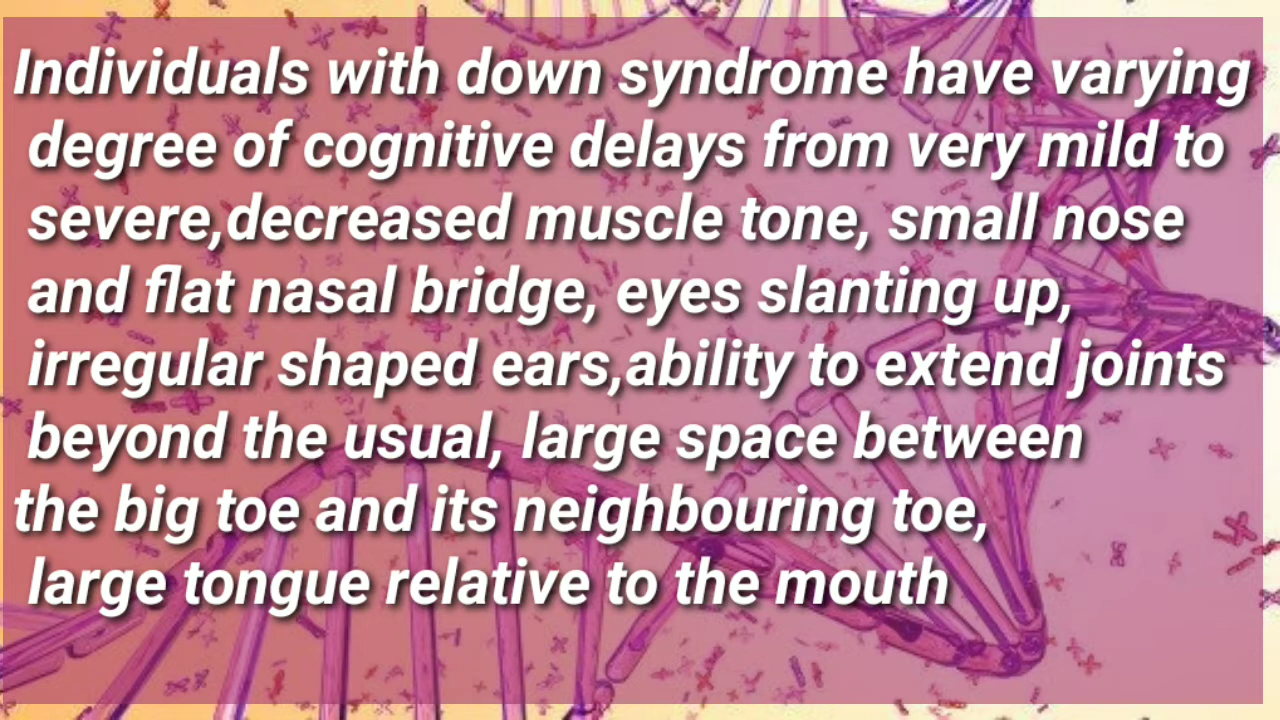 Individuals with down syndrome have varying
degree of cognitive delays from very mild to
severe,decreased muscle tone, small nose
and flat nasal bridge, eyes slanting up,
irregular shaped ears,ability to extend joints
beyond the usual, large space between
the big toe and its neighbouring toe,
large tongue relative to the mouth